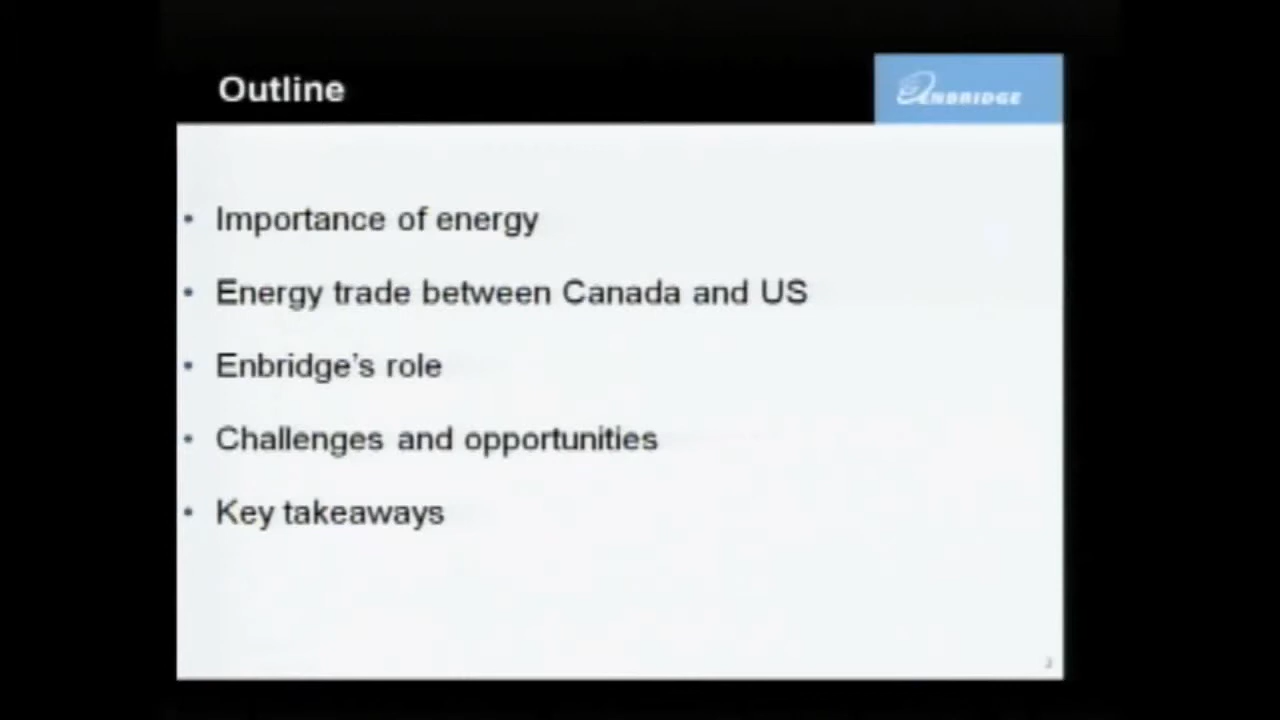 Outline
ENBRIDGE
• Importance of energy
• Energy trade between Canada and US
• Enbridge's role
• Challenges and opportunities
• Key takeaways